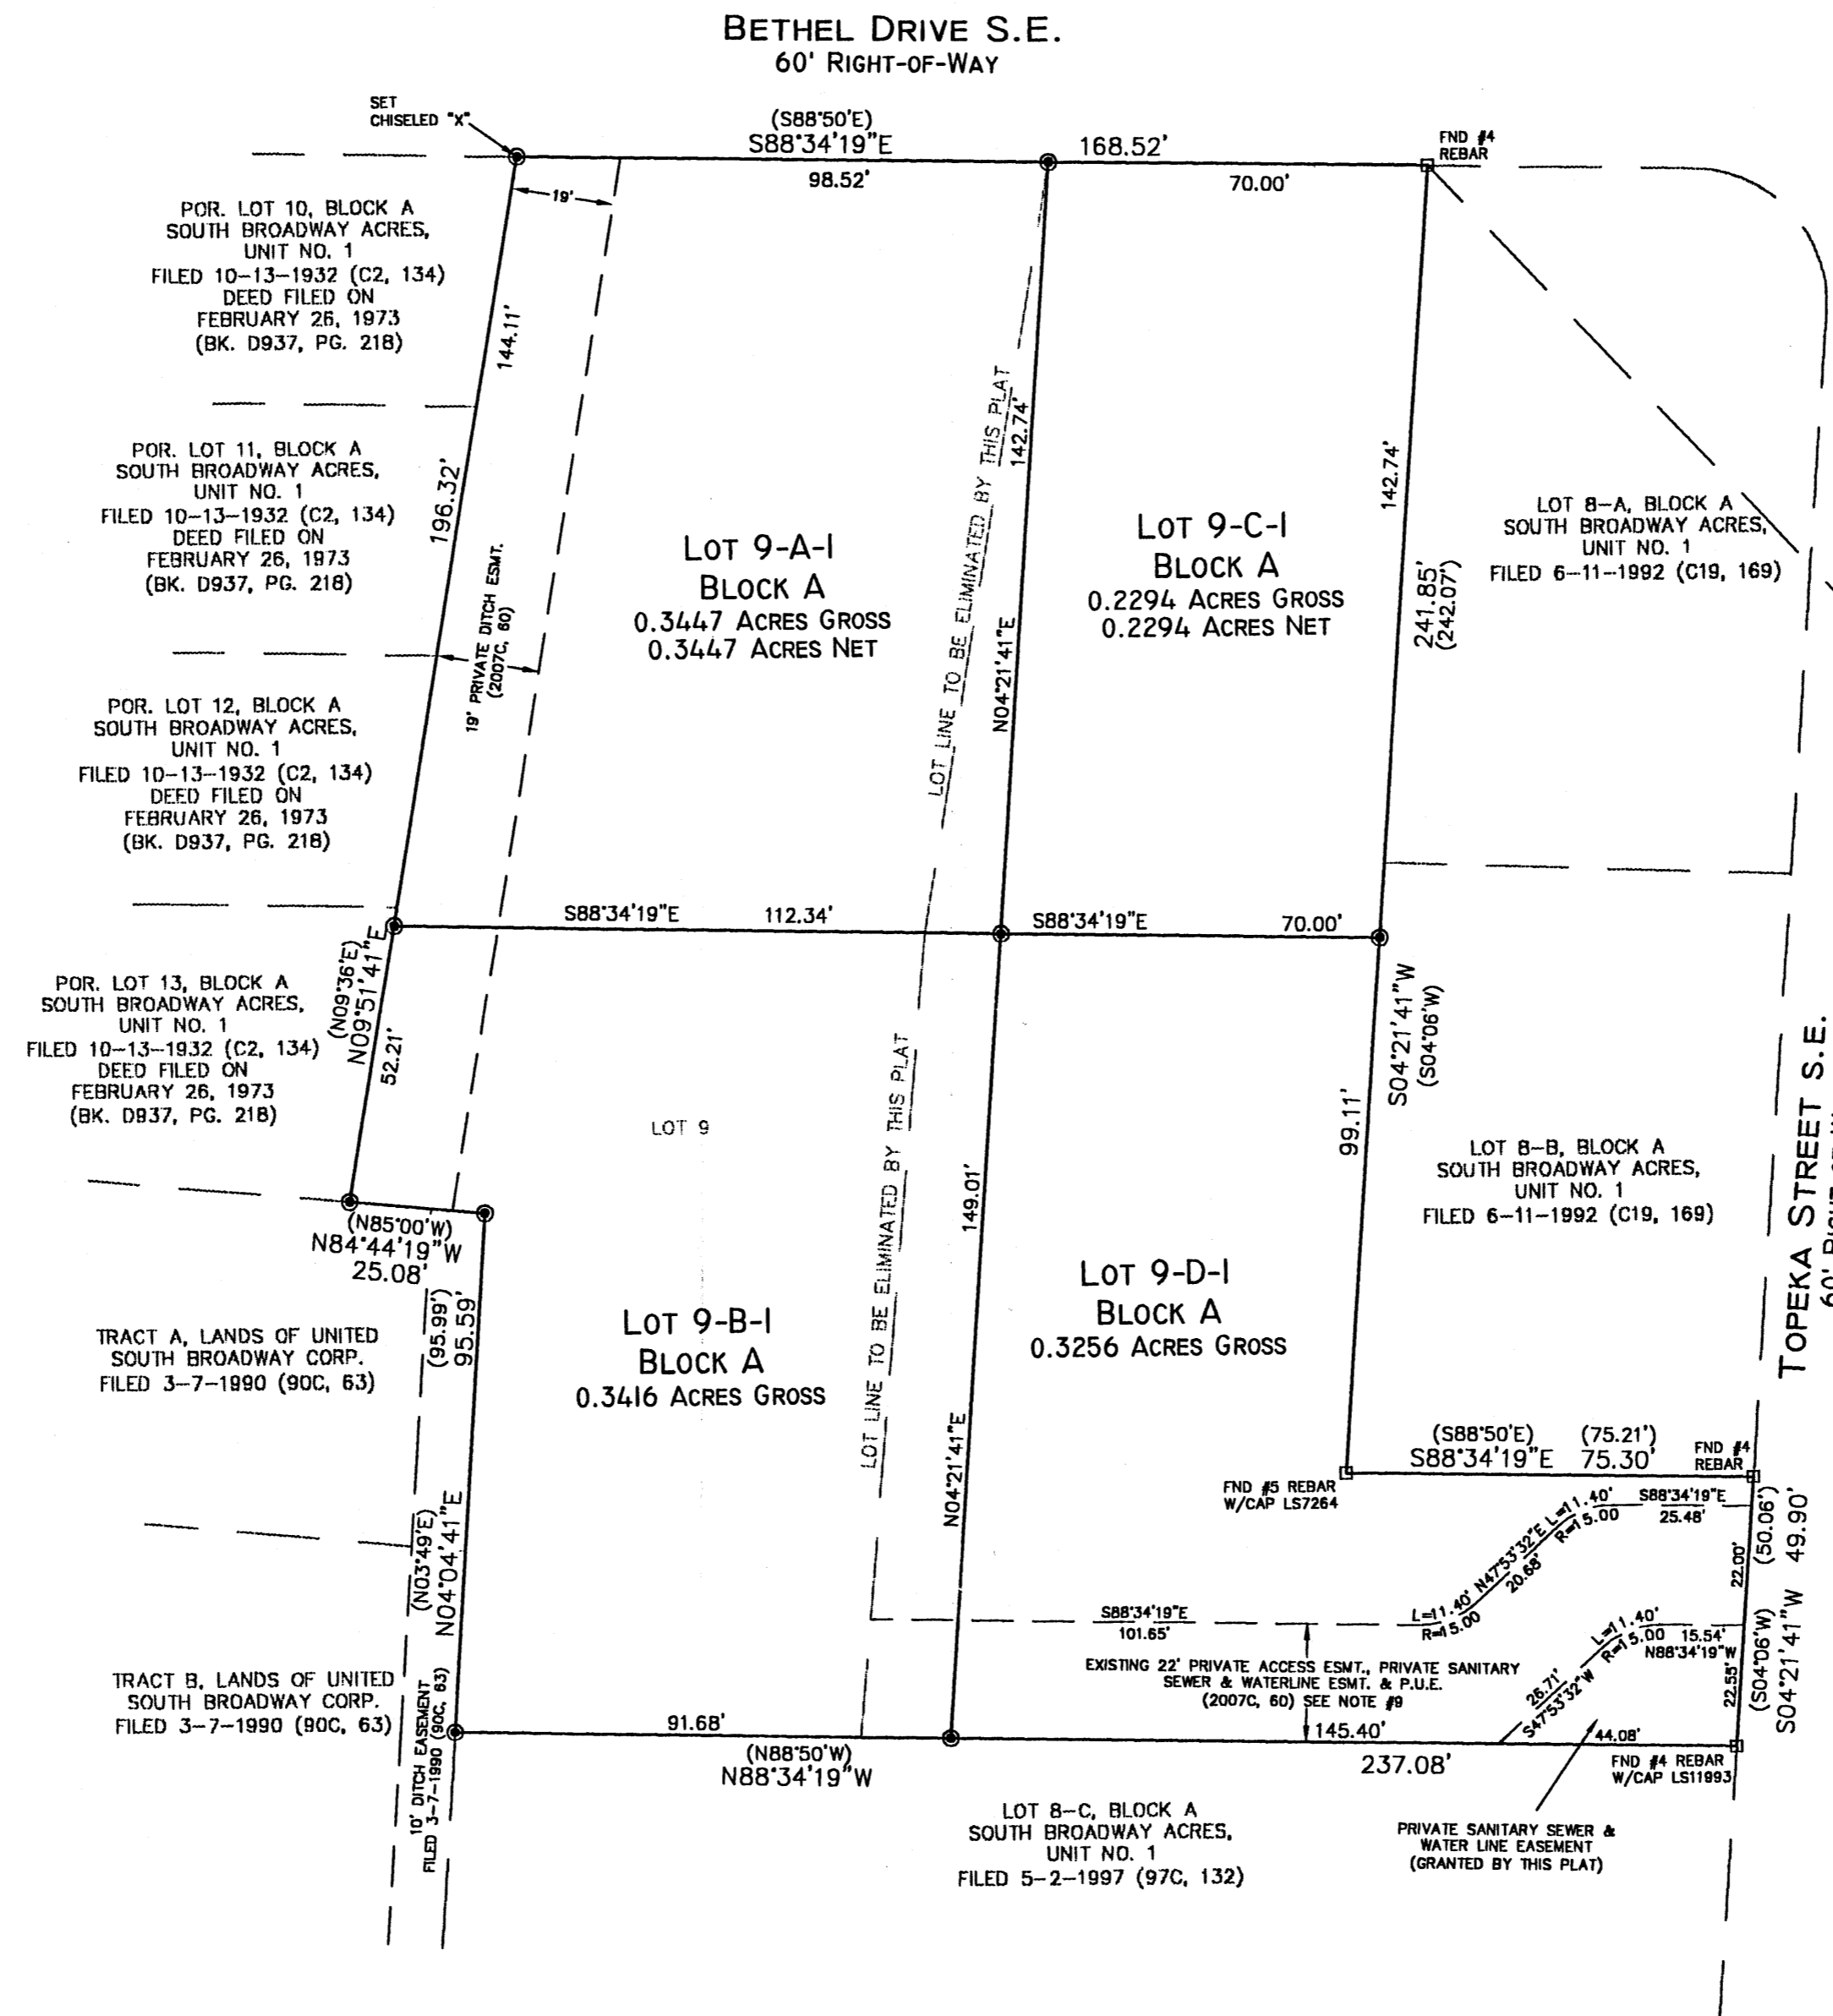 BETHEL DRIVE S.E.
60' RIGHT-OF-WAY
SET
CHISELED "X"
(S88°50'E)
S88°34'19"E
168.52'
98.52'
70.00'
FND #4
REBAR
19'
POR. LOT 10, BLOCK A
SOUTH BROADWAY ACRES,
UNIT NO. 1
FILED 10-13-1932 (C2, 134)
DEED FILED ON
FEBRUARY 26, 1973
(BK. D937, PG. 218)
144.11'
196.32'
POR. LOT 11, BLOCK A
SOUTH BROADWAY ACRES,
UNIT NO. 1
FILED 10-13-1932 (C2, 134)
DEED FILED ON
FEBRUARY 26, 1973
(BK. D937, PG. 218)
19' PRIVATE DITCH ESMT.
(2007C, 60)
LOT 9-A-1
BLOCK A
0.3447 ACRES GROSS
0.3447 ACRES NET
LOT LINE TO BE ELIMINATED BY THIS PLAT
142.74'
N04°21'41"E
LOT 9-C-1
BLOCK A
0.2294 ACRES GROSS
0.2294 ACRES NET
142.74'
241.85'
(242.07')
LOT 8-A, BLOCK A
SOUTH BROADWAY ACRES,
UNIT NO. 1
FILED 6-11-1992 (C19, 169)
POR. LOT 12, BLOCK A
SOUTH BROADWAY ACRES,
UNIT NO. 1
FILED 10-13-1932 (C2, 134)
DEED FILED ON
FEBRUARY 26, 1973
(BK. D937, PG. 218)
S88°34'19"E
112.34'
S88°34'19"E
70.00'
POR. LOT 13, BLOCK A
SOUTH BROADWAY ACRES,
UNIT NO. 1
FILED 10-13-1932 (C2, 134)
DEED FILED ON
FEBRUARY 26, 1973
(BK. D937, PG. 218)
(N09°36'E)
N09°51'41"E
52.21'
S04°21'41"W
(S04°06'W)
99.11'
LOT 9
LOT LINE TO BE ELIMINATED BY THIS PLAT
149.01'
N04°21'41"E
LOT 8-B, BLOCK A
SOUTH BROADWAY ACRES,
UNIT NO. 1
FILED 6-11-1992 (C19, 169)
TOPEKA STREET S.E.
(N85°00'W)
N84°44'19"W
25.08'
(95.99')
95.59'
(N03°49'E)
N04°04'41"E
TRACT A, LANDS OF UNITED
SOUTH BROADWAY CORP.
FILED 3-7-1990 (90C, 63)
LOT 9-B-1
BLOCK A
0.3416 ACRES GROSS
LOT 9-D-1
BLOCK A
0.3256 ACRES GROSS
(S88°50'E)
(75.21')
S88°34'19"E
75.30'
FND #4
REBAR
FND #5 REBAR
W/CAP LS7264
S88°34'19"E
25.48'
L=11.40'
R=15.00
N47°53'32"E
20.68'
L=11.40'
R=15.00
(50.06')
49.90'
22.00'
S88°34'19"E
101.65'
L=11.40'
R=15.00
15.54'
N88°34'19"W
26.71'
S47°53'32"W
22.55'
(S04°06'W)
S04°21'41"W
EXISTING 22' PRIVATE ACCESS ESMT., PRIVATE SANITARY
SEWER & WATERLINE ESMT. & P.U.E.
(2007C, 60) SEE NOTE #9
TRACT B, LANDS OF UNITED
SOUTH BROADWAY CORP.
FILED 3-7-1990 (90C, 63)
10' DITCH EASEMENT
FILED 3-7-1990 (90C, 63)
91.68'
(N88°50'W)
N88°34'19"W
145.40'
237.08'
44.08'
FND #4 REBAR
W/CAP LS11993
LOT 8-C, BLOCK A
SOUTH BROADWAY ACRES,
UNIT NO. 1
FILED 5-2-1997 (97C, 132)
PRIVATE SANITARY SEWER &
WATER LINE EASEMENT
(GRANTED BY THIS PLAT)